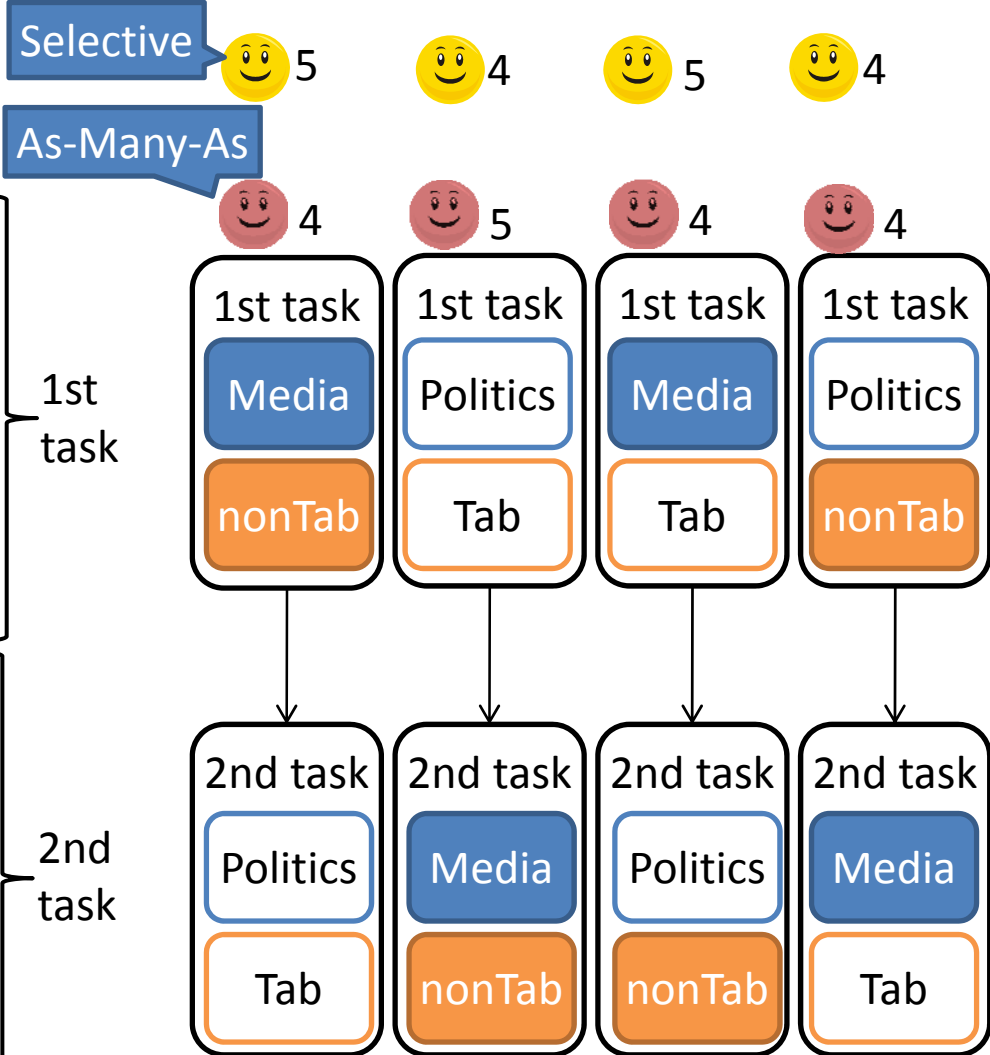 Selective
5 4 5 4
As-Many-As
4 5 4 4
1st task 1st task 1st task 1st task
1st
task
Media Politics Media Politics
nonTab Tab Tab nonTab
2nd task 2nd task 2nd task 2nd task
2nd
task
Politics Media Politics Media
Tab nonTab nonTab Tab